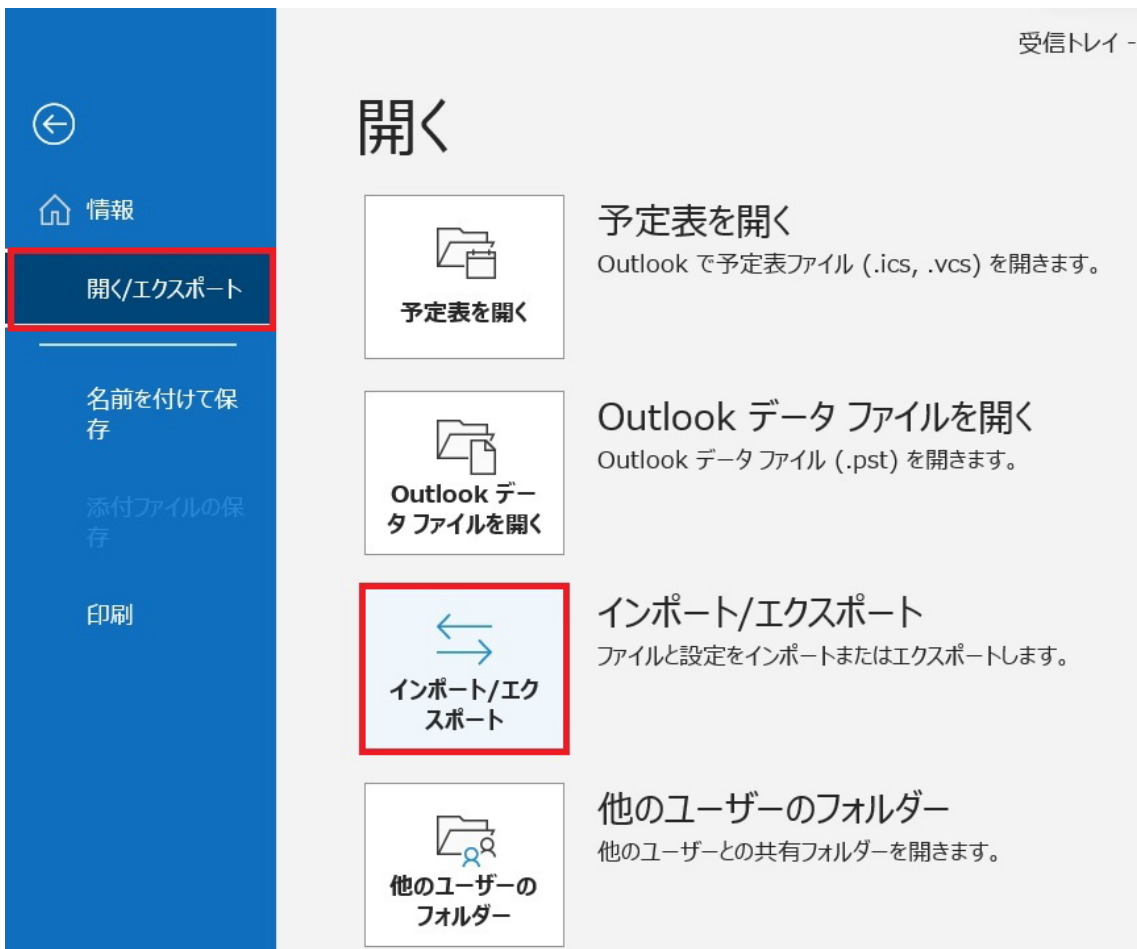 受信トレイ -
開く
情報
開く/エクスポート
名前を付けて保
存
添付ファイルの保
存
印刷
予定表を開く
予定表を開く
Outlook で予定表ファイル (.ics, .vcs) を開きます。
Outlook デー
タ ファイルを開く
Outlook データ ファイルを開く
Outlook データ ファイル (.pst) を開きます。
インポート/エク
スポート
インポート/エクスポート
ファイルと設定をインポートまたはエクスポートします。
他のユーザーの
フォルダー
他のユーザーのフォルダー
他のユーザーとの共有フォルダーを開きます。